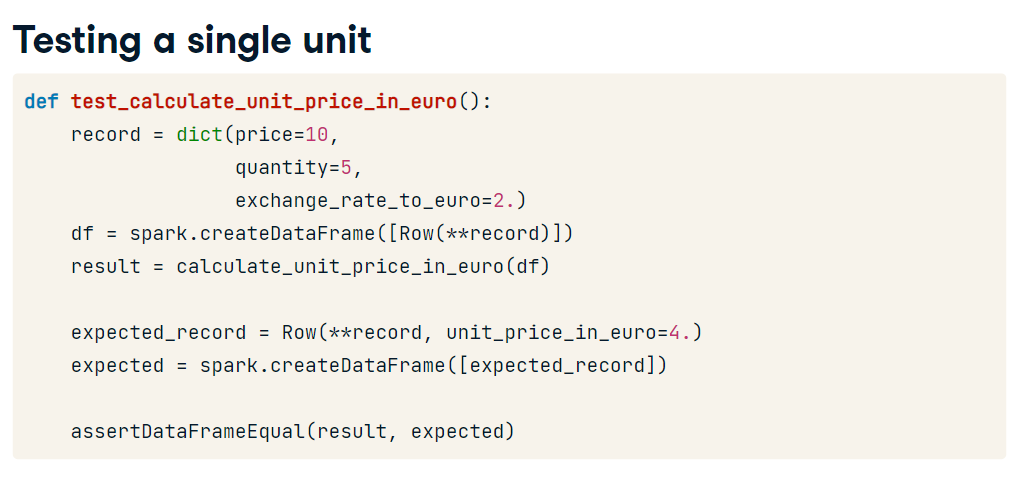 Testing a single unit
def test_calculate_unit_price_in_euro():
    record = dict(price=10,
                  quantity=5,
                  exchange_rate_to_euro=2.)
    df = spark.createDataFrame([Row(**record)])
    result = calculate_unit_price_in_euro(df)
    expected_record = Row(**record, unit_price_in_euro=4.)
    expected = spark.createDataFrame([expected_record])
    assertDataFrameEqual(result, expected)